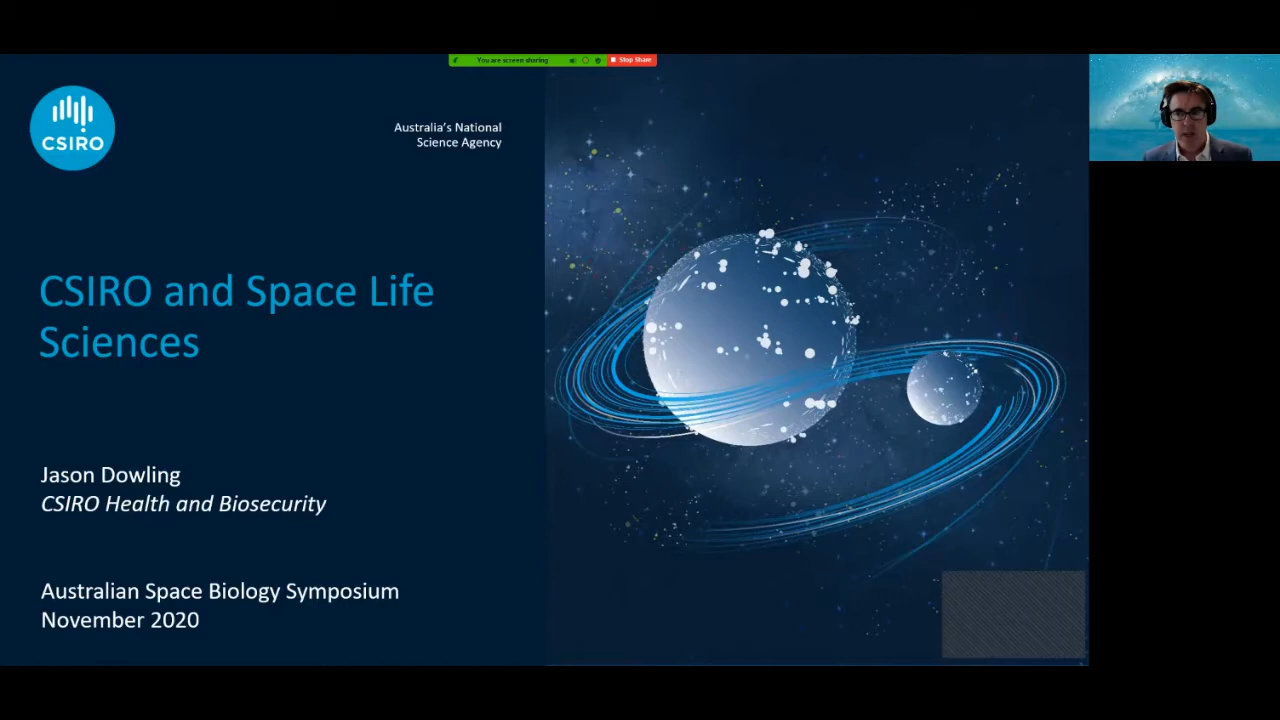 You are screen sharing
Stop Share
CSIRO
Australia's National
Science Agency
CSIRO and Space Life
Sciences
Jason Dowling
CSIRO Health and Biosecurity
Australian Space Biology Symposium
November 2020